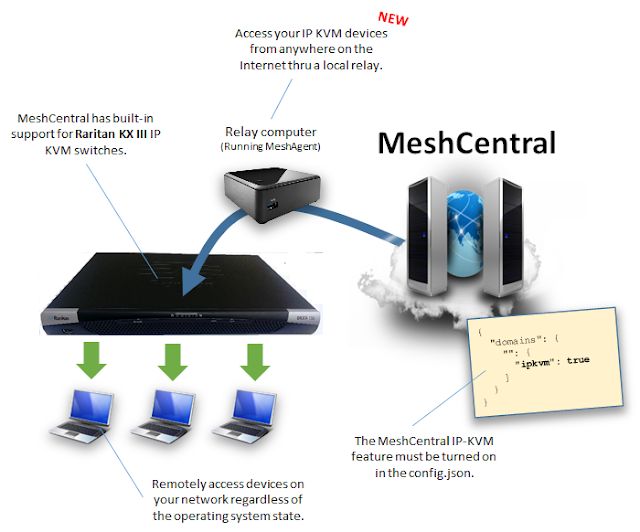 NEW
Access your IP KVM devices
from anywhere on the
Internet thru a local relay.
MeshCentral has built-in
support for Raritan KX III IP
KVM switches.
Relay computer
(Running MeshAgent)
MeshCentral
Raritan
{
"domains": {
"": {
"ipkvm": true
]
}
}
The MeshCentral IP-KVM
feature must be turned on
in the config.json.
Remotely access devices on
your network regardless of
the operating system state.